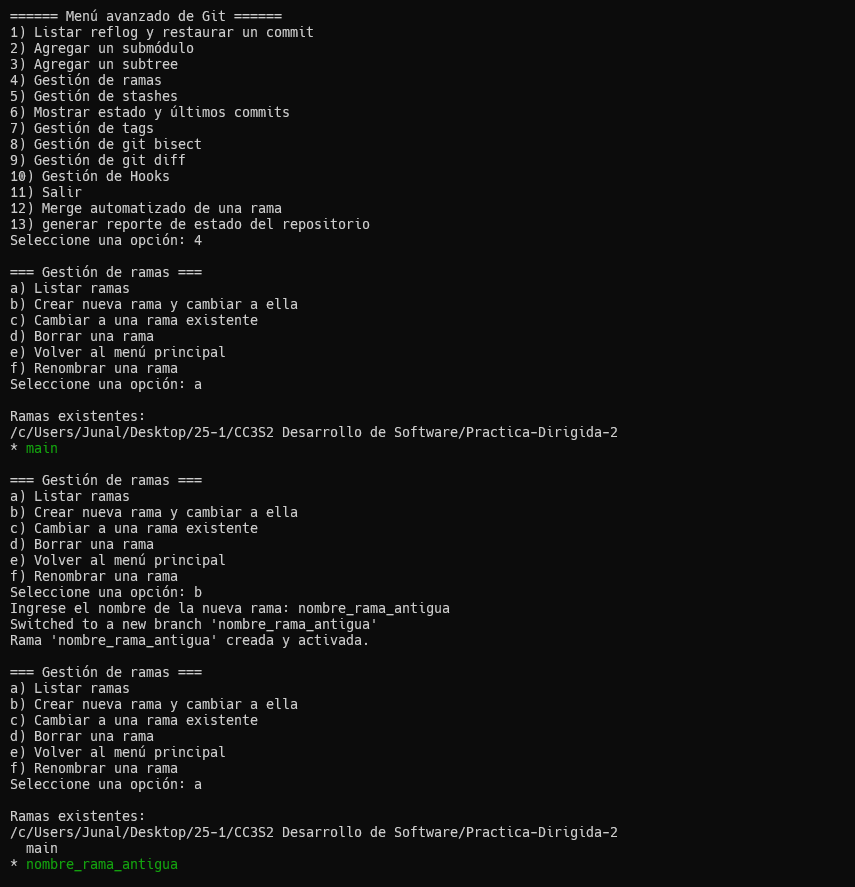 ====== Menú avanzado de Git ======
1) Listar reflog y restaurar un commit
2) Agregar un submódulo
3) Agregar un subtree
4) Gestión de ramas
5) Gestión de stashes
6) Mostrar estado y últimos commits
7) Gestión de tags
8) Gestión de git bisect
9) Gestión de git diff
10) Gestión de Hooks
11) Salir
12) Merge automatizado de una rama
13) generar reporte de estado del repositorio
Seleccione una opción: 4

=== Gestión de ramas ===
a) Listar ramas
b) Crear nueva rama y cambiar a ella
c) Cambiar a una rama existente
d) Borrar una rama
e) Volver al menú principal
f) Renombrar una rama
Seleccione una opción: a

Ramas existentes:
/c/Users/Junal/Desktop/25-1/CC3S2 Desarrollo de Software/Practica-Dirigida-2
* main

=== Gestión de ramas ===
a) Listar ramas
b) Crear nueva rama y cambiar a ella
c) Cambiar a una rama existente
d) Borrar una rama
e) Volver al menú principal
f) Renombrar una rama
Seleccione una opción: b
Ingrese el nombre de la nueva rama: nombre_rama_antigua
Switched to a new branch 'nombre_rama_antigua'
Rama 'nombre_rama_antigua' creada y activada.

=== Gestión de ramas ===
a) Listar ramas
b) Crear nueva rama y cambiar a ella
c) Cambiar a una rama existente
d) Borrar una rama
e) Volver al menú principal
f) Renombrar una rama
Seleccione una opción: a

Ramas existentes:
/c/Users/Junal/Desktop/25-1/CC3S2 Desarrollo de Software/Practica-Dirigida-2
  main
* nombre_rama_antigua